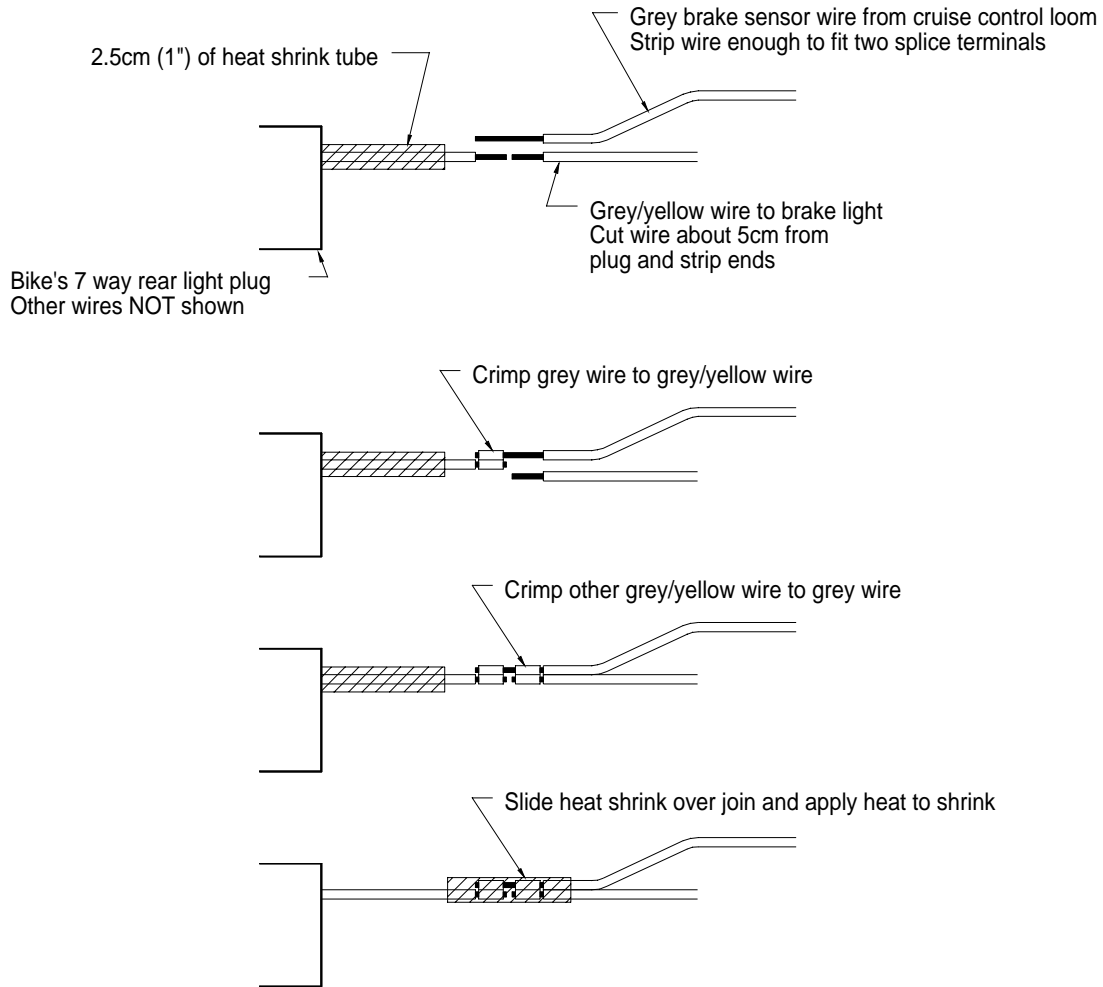 Grey brake sensor wire from cruise control loom
Strip wire enough to fit two splice terminals
2.5cm (1") of heat shrink tube
Grey/yellow wire to brake light
Cut wire about 5cm from
plug and strip ends
Bike's 7 way rear light plug
Other wires NOT shown
Crimp grey wire to grey/yellow wire
Crimp other grey/yellow wire to grey wire
Slide heat shrink over join and apply heat to shrink